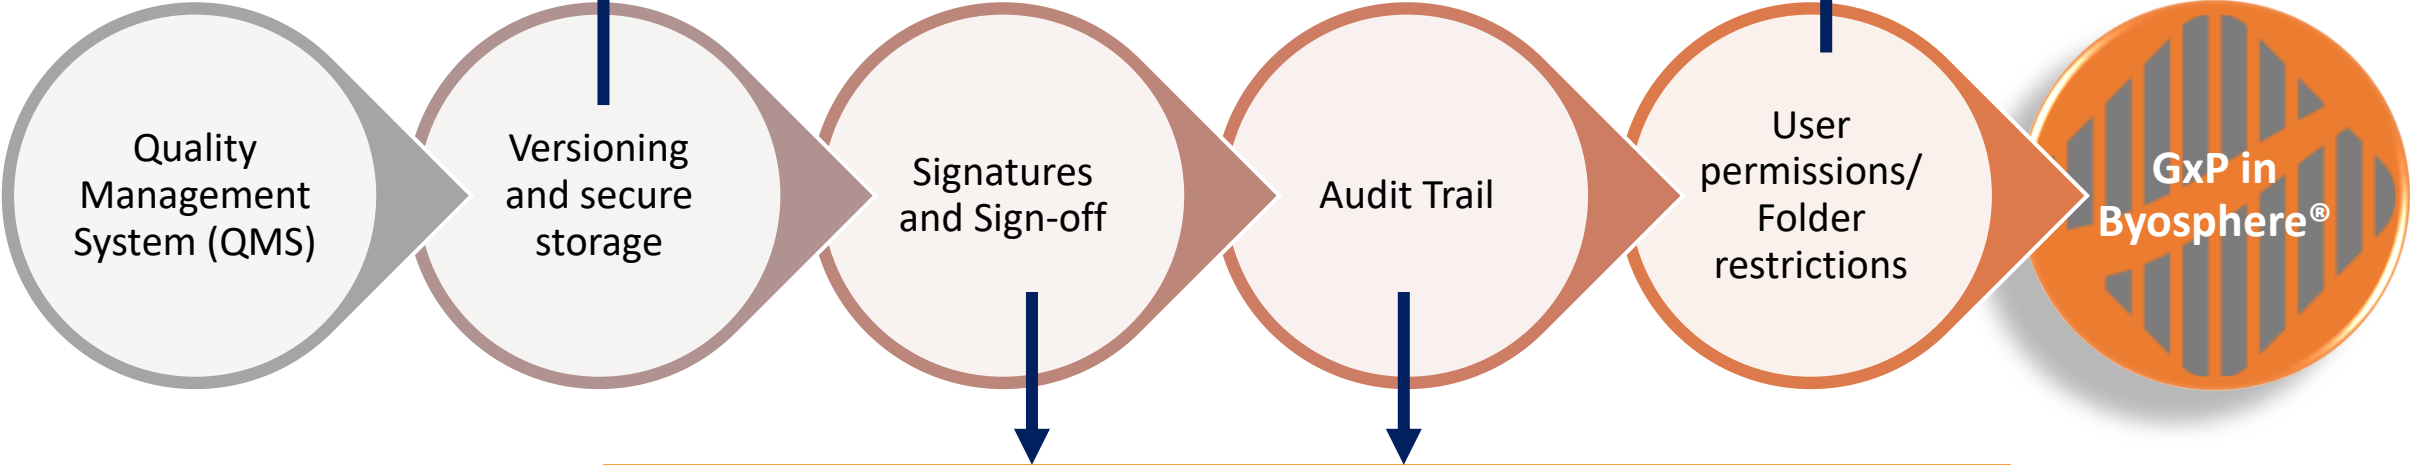 Quality
Management
System (QMS)
Versioning
and secure
storage
Signatures
and Sign-off
Audit Trail
User
permissions/
Folder
restrictions
GxP in
Byosphere®